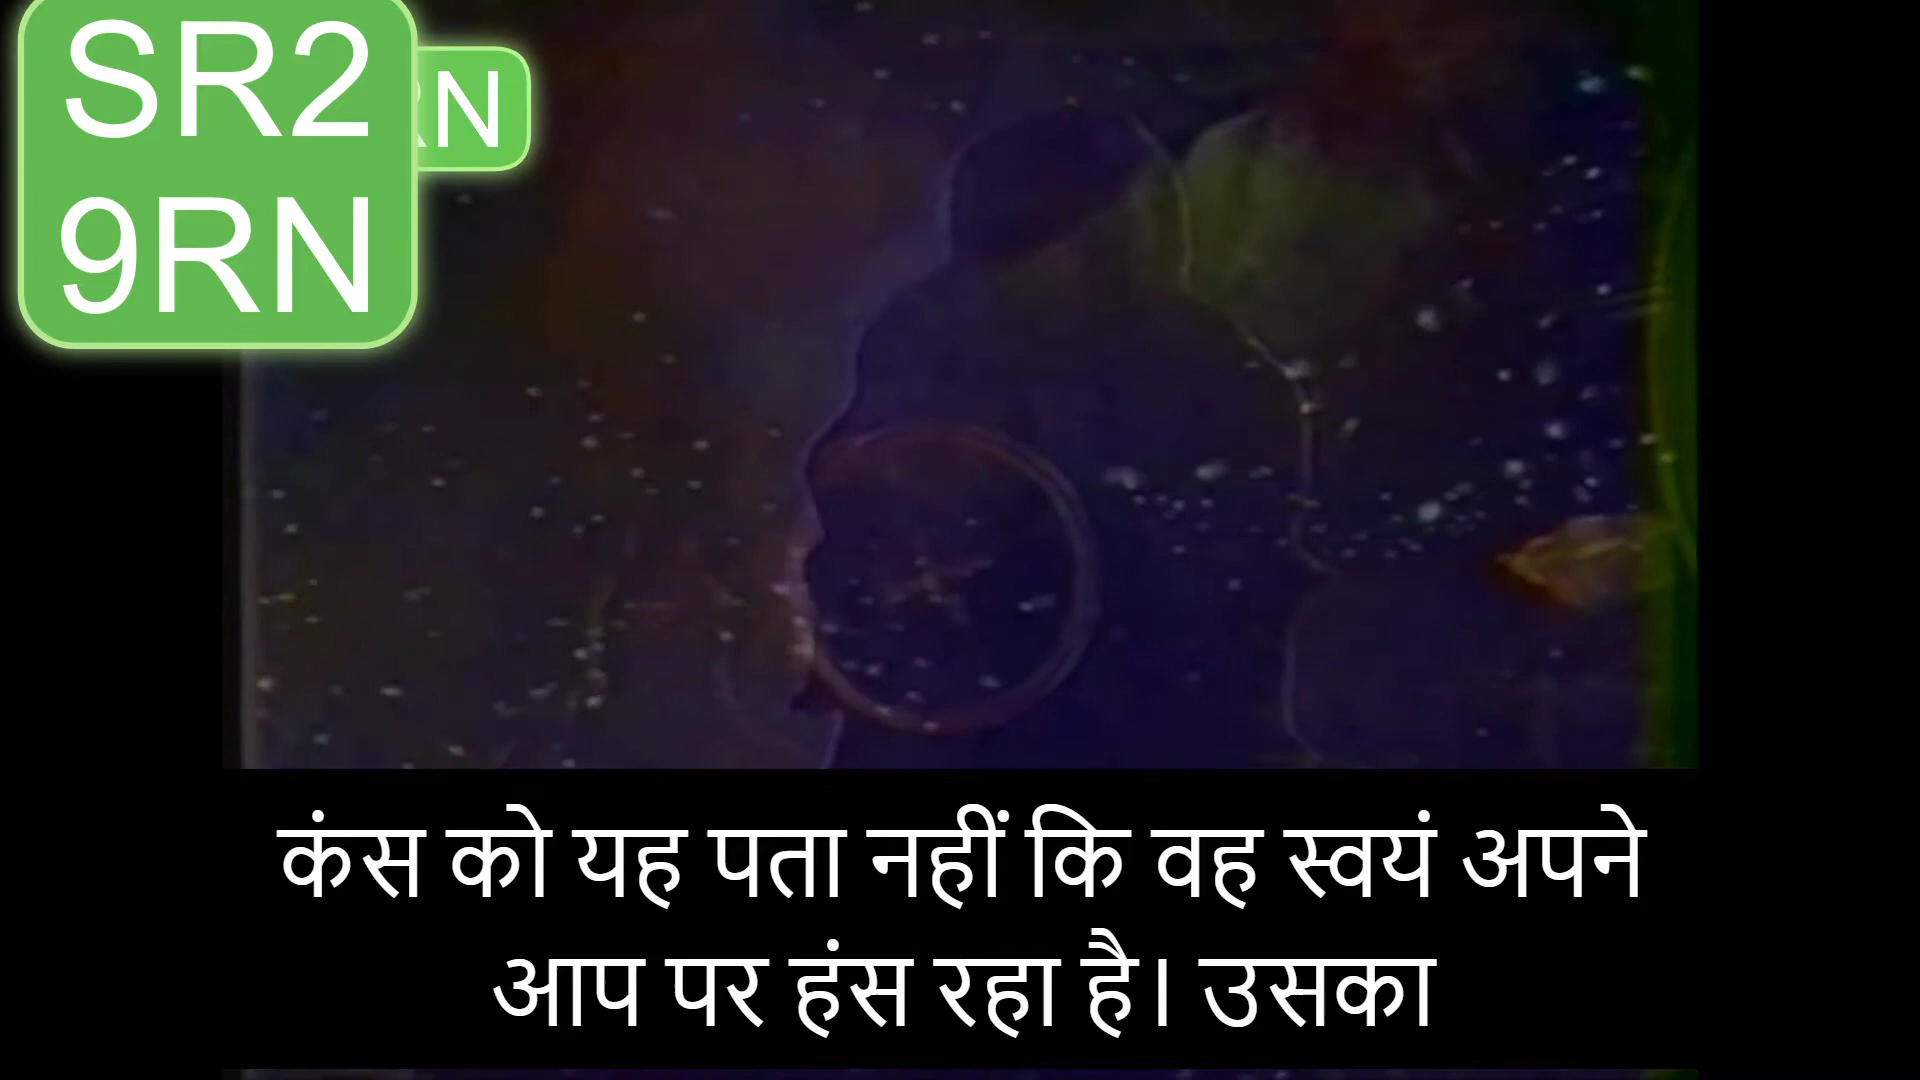 SR2
9RN
RN
कंस को यह पता नहीं कि वह स्वयं अपने
आप पर हंस रहा है। उसका